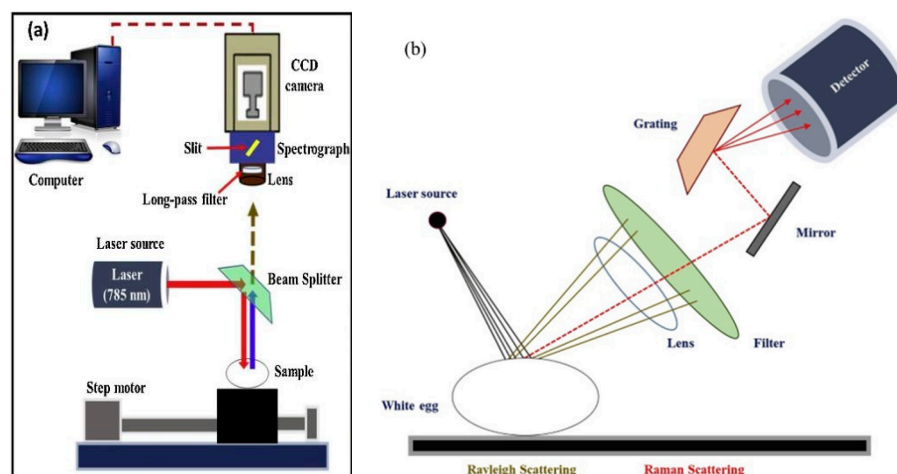 (a)
CCD
camera
Slit
Spectrograph
Computer
Lens
Long-pass filter
Laser source
Laser
(785 nm)
Beam Splitter
Sample
Step motor
(b)
Detector
Grating
Laser source
Mirror
Lens
Filter
White egg
Rayleigh Scattering
Raman Scattering